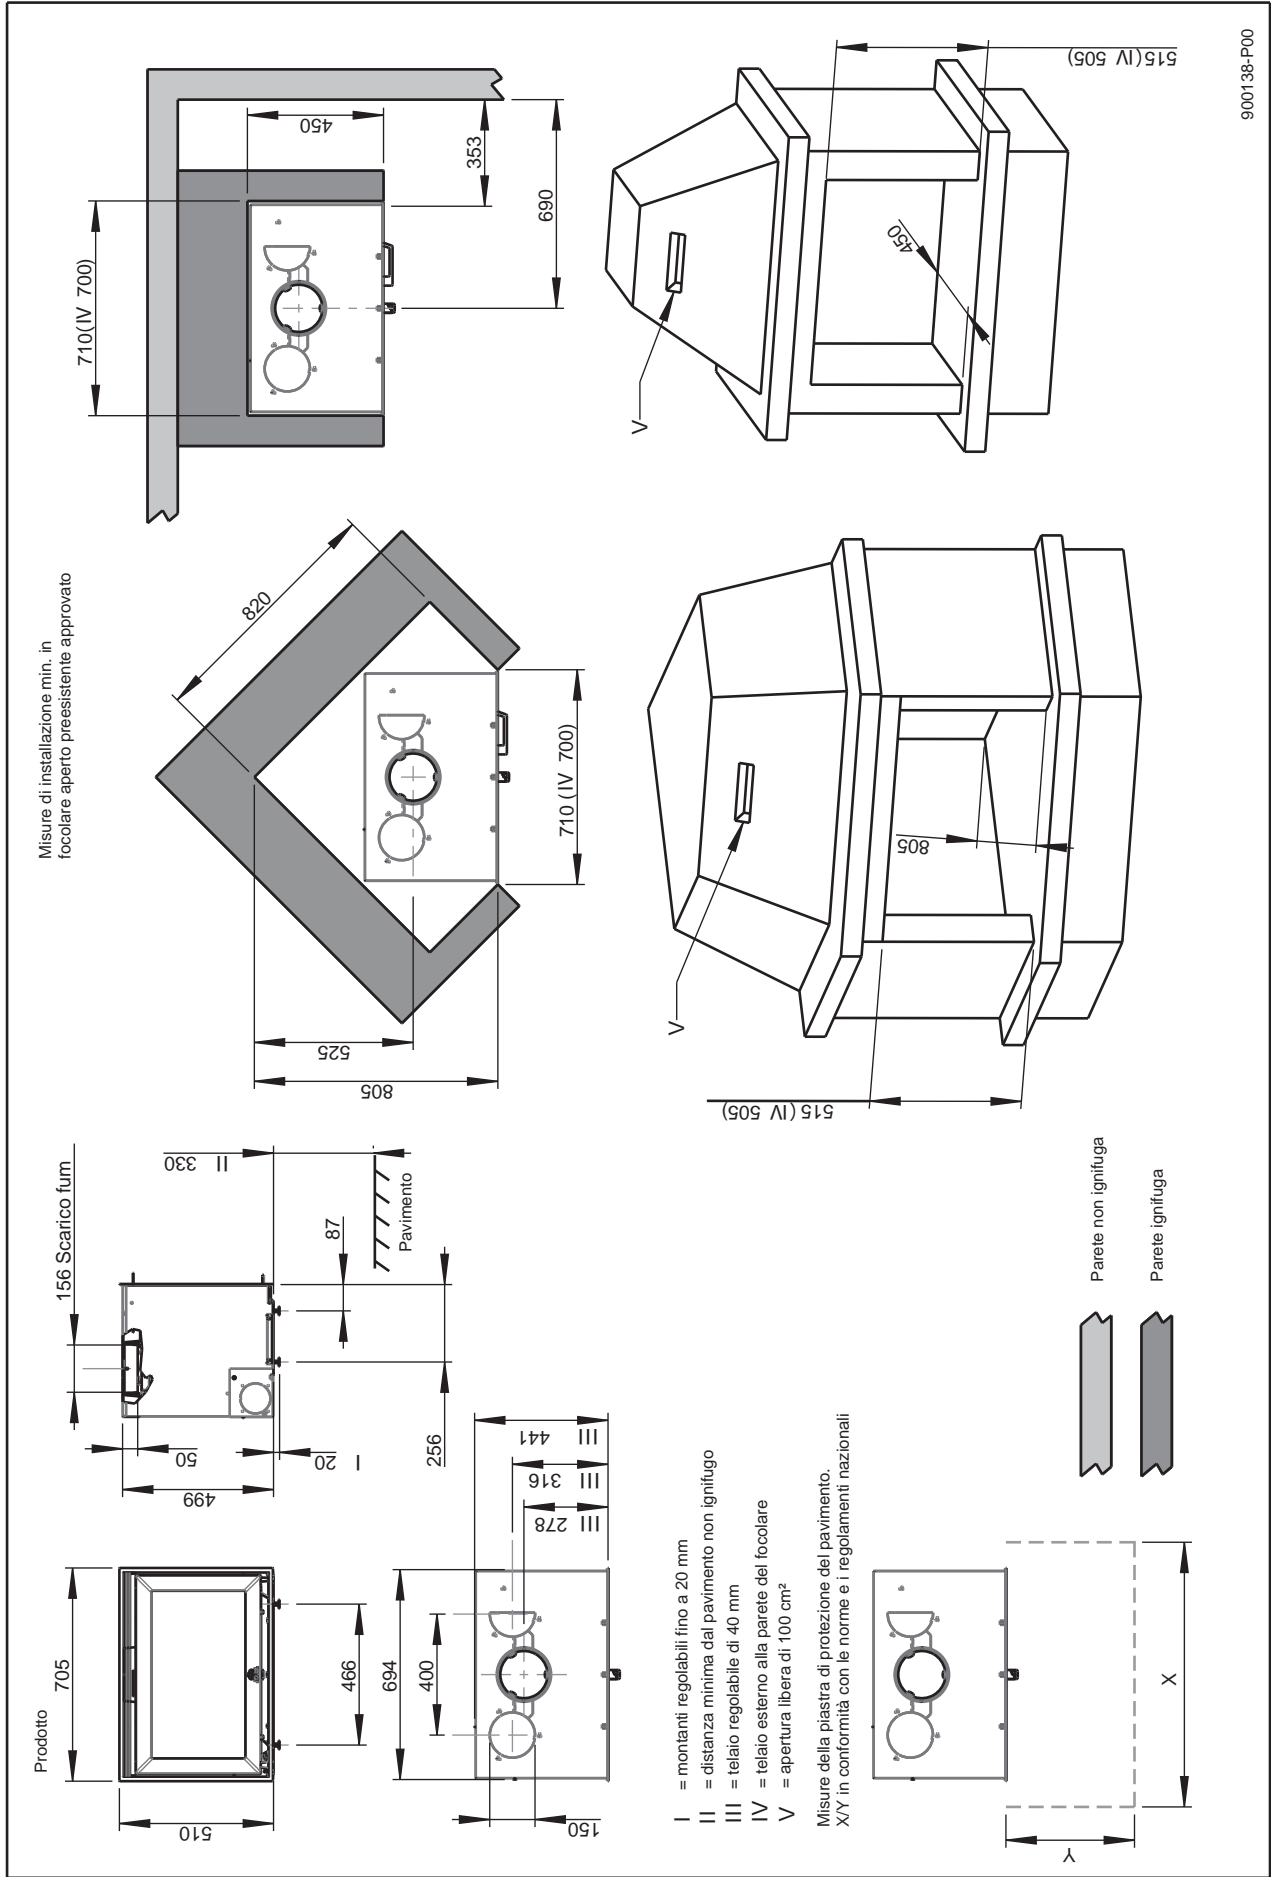 Prodotto
705
510
466
499
50
20 I
156 Scarico fum
330 II
Pavimento
87
256
694
400
150
278 III
316 III
441 III
I = montanti regolabili fino a 20 mm
II = distanza minima dal pavimento non ignifugo
III = telaio regolabile di 40 mm
IV = telaio esterno alla parete del focolare
V = apertura libera di 100 cm²
Misure della piastra di protezione del pavimento.
X/Y in conformità con le norme e i regolamenti nazionali
Y
X
Parete non ignifuga
Parete ignifuga
Misure di installazione min. in
focolare aperto preesistente approvato
820
525
805
710 (IV 700)
710(IV 700)
450
353
690
V
515 (IV 505)
805
V
515(IV 505)
450
900138-P00